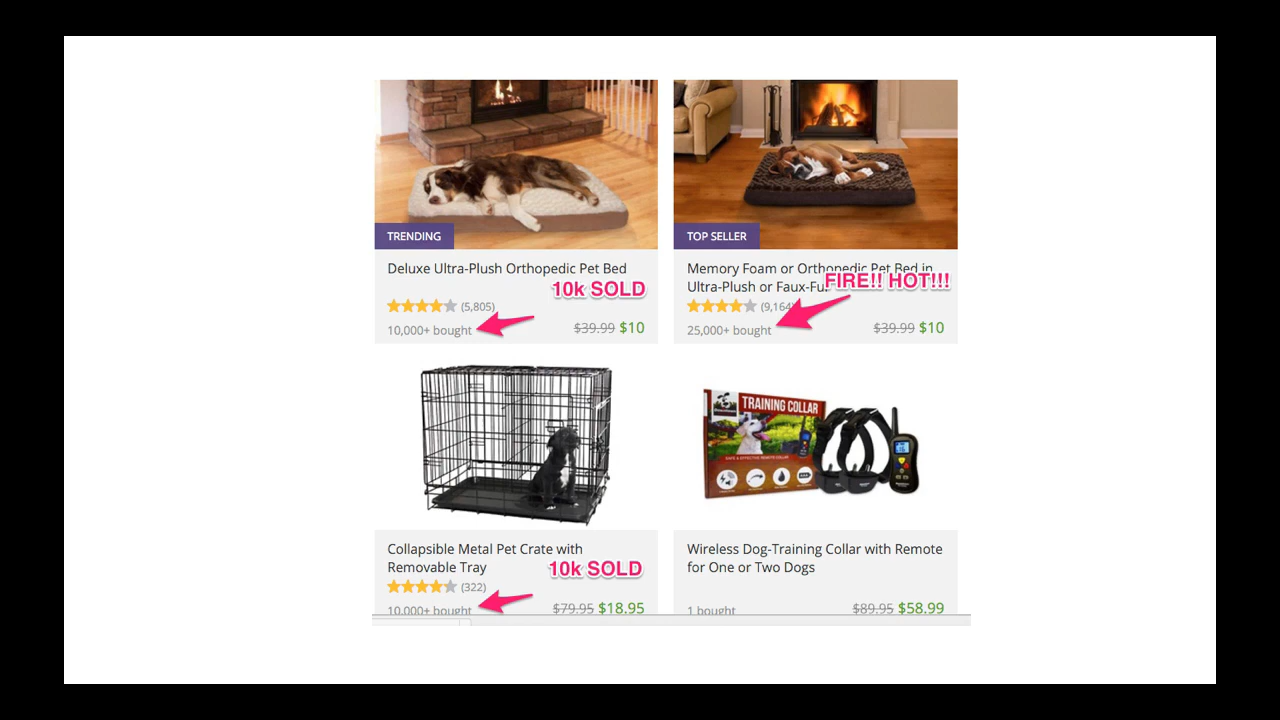 TRENDING
TOP SELLER
Deluxe Ultra-Plush Orthopedic Pet Bed
10k SOLD
(5,805)
10,000+ bought
$39.99 $10
Memory Foam or Orthopedic Pet Bed in
Ultra-Plush or Faux-Fur
FIRE!! HOT!!!
(9,164)
25,000+ bought
$39.99 $10
TRAINING COLLAR
SAFE & EFFECTIVE REMOTE COLLAR
Collapsible Metal Pet Crate with
Removable Tray
10k SOLD
(322)
10,000+ bought
$79.95 $18.95
Wireless Dog-Training Collar with Remote
for One or Two Dogs
1 bought
$89.95 $58.99